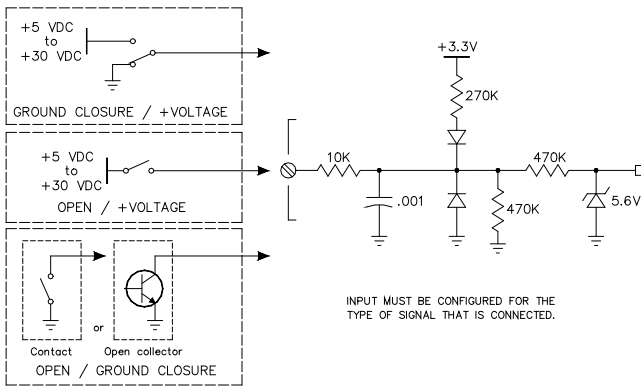 +5 VDC
to
+30 VDC
GROUND CLOSURE / +VOLTAGE
+5 VDC
to
+30 VDC
OPEN / +VOLTAGE
Contact
or
Open collector
OPEN / GROUND CLOSURE
+3.3V
270K
10K
.001
470K
470K
5.6V
INPUT MUST BE CONFIGURED FOR THE
TYPE OF SIGNAL THAT IS CONNECTED.